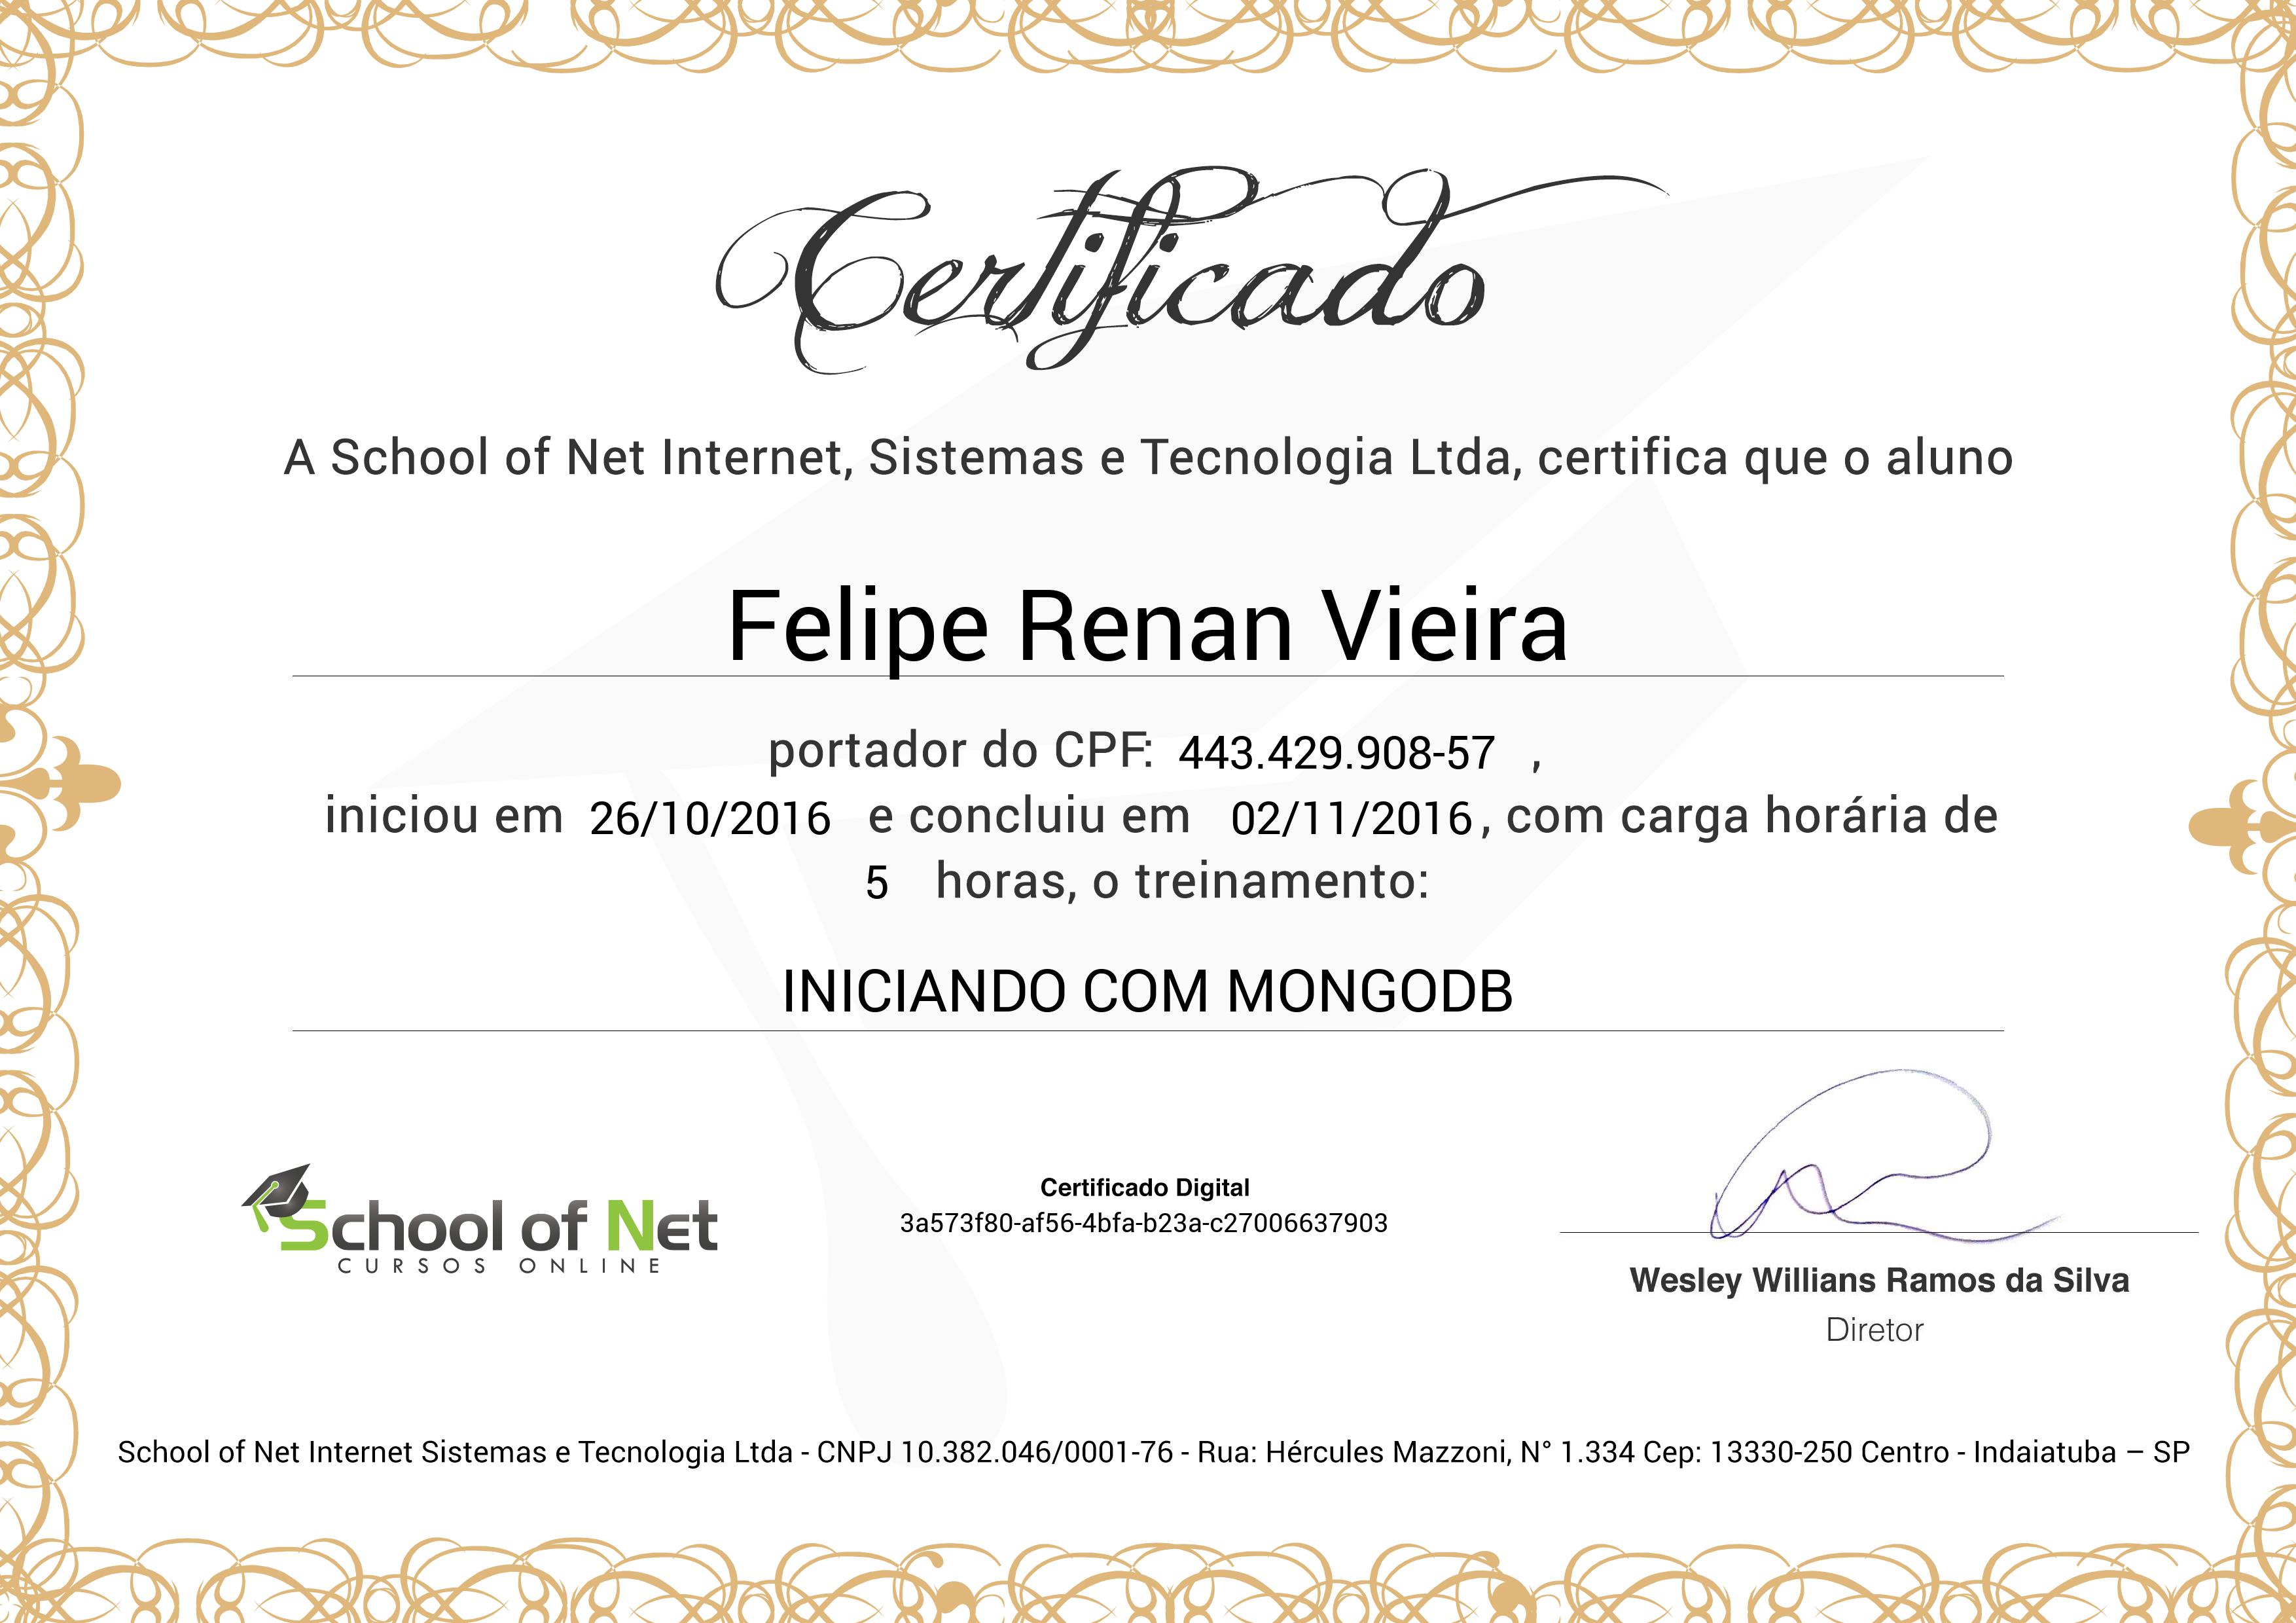 Certificado
A School of Net Internet, Sistemas e Tecnologia Ltda, certifica que o aluno
Felipe Renan Vieira
portador do CPF: 443.429.908-57 ,
iniciou em 26/10/2016 e concluiu em 02/11/2016, com carga horária de
5 horas, o treinamento:
INICIANDO COM MONGODB
School of Net
CURSOS ONLINE
Certificado Digital
3a573f80-af56-4bfa-b23a-c27006637903
Wesley Willians Ramos da Silva
Diretor
School of Net Internet Sistemas e Tecnologia Ltda - CNPJ 10.382.046/0001-76 - Rua: Hércules Mazzoni, N° 1.334 Cep: 13330-250 Centro - Indaiatuba – SP